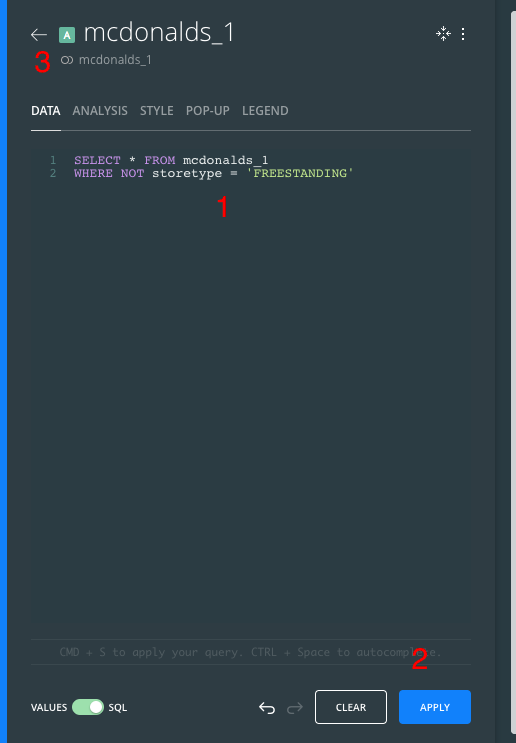 A mcdonalds_1
3 mcdonalds_1
DATA ANALYSIS STYLE POP-UP LEGEND
1 SELECT * FROM mcdonalds_1
2 WHERE NOT storetype = 'FREESTANDING'
1
CMD + S to apply your query. CTRL + Space to autocomplete.
2
VALUES SQL CLEAR APPLY